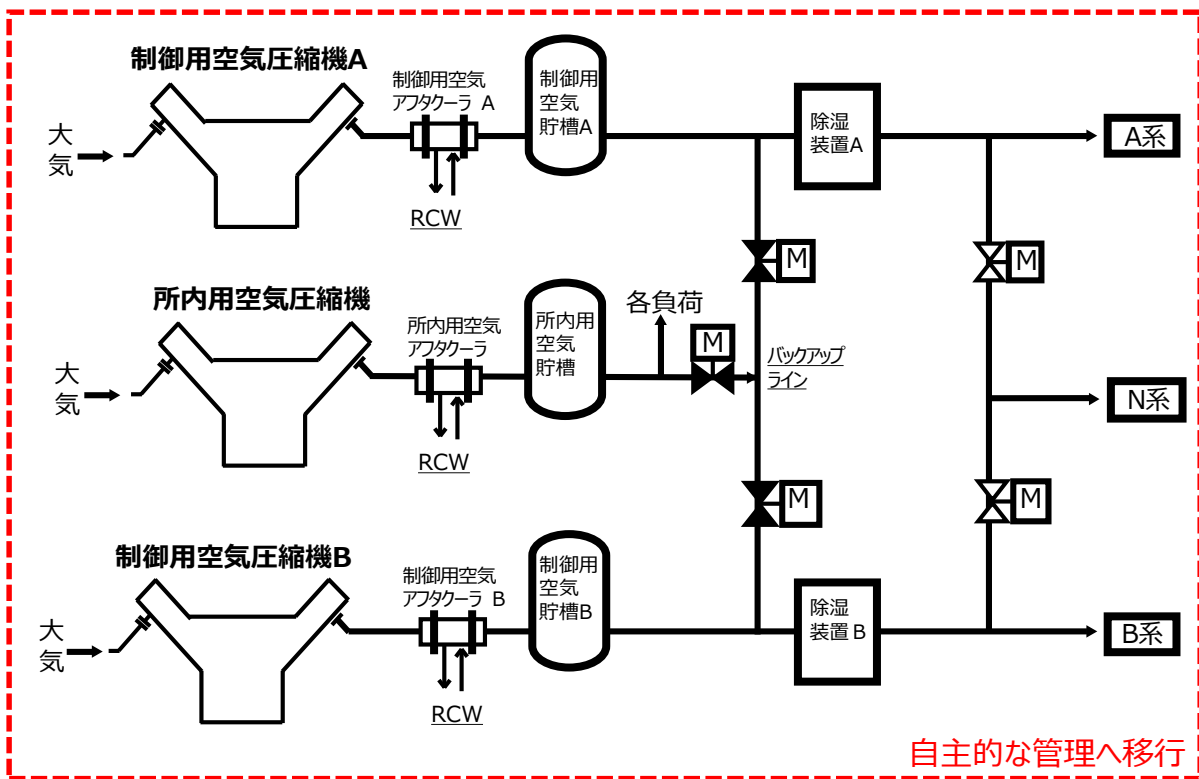 制御用空気圧縮機A
制御用空気
アフタクーラ A
制御用
空気
貯槽A
大
気
RCW
除湿
装置A
A系
M
M
所内用空気圧縮機
所内用空気
アフタクーラ
所内用
空気
貯槽
各負荷
M
バックアップ
ライン
大
気
RCW
N系
M
M
制御用空気圧縮機B
制御用空気
アフタクーラ B
制御用
空気
貯槽B
大
気
RCW
除湿
装置B
B系
自主的な管理へ移行